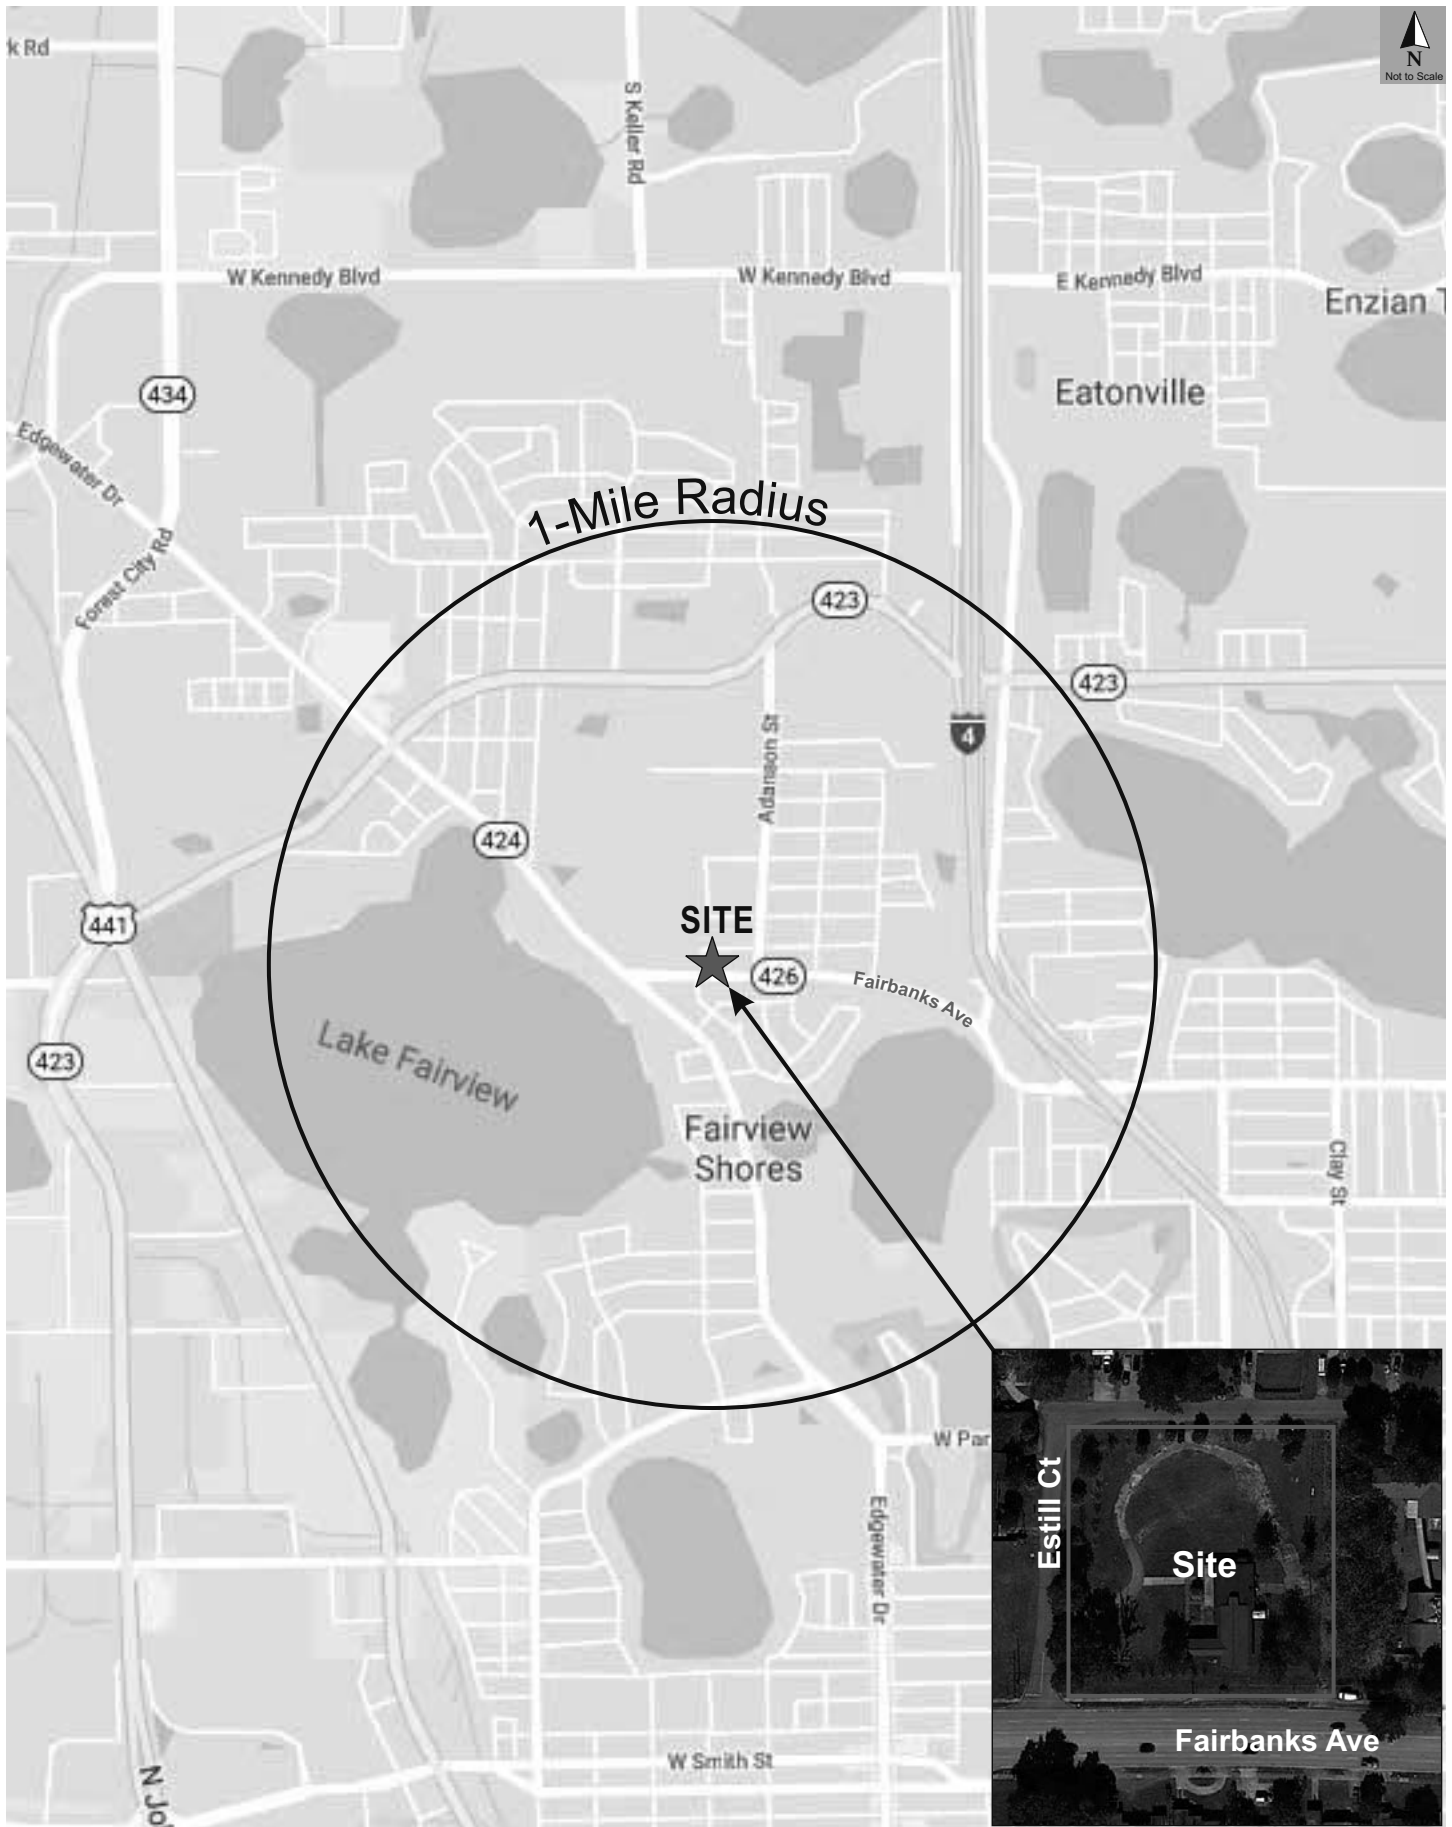 k Rd
N
Not to Scale
S Keller Rd
W Kennedy Blvd
W Kennedy Blvd
E Kennedy Blvd
Enzian T
434
Eatonville
Edgewater Dr
1-Mile Radius
Forest City Rd
423
423
4
Adanson St
424
441
SITE
426
Fairbanks Ave
423
Lake Fairview
Fairview
Shores
Clay St
W Par
Edgewater Dr
Estill Ct
Site
Fairbanks Ave
W Smith St
N Jo